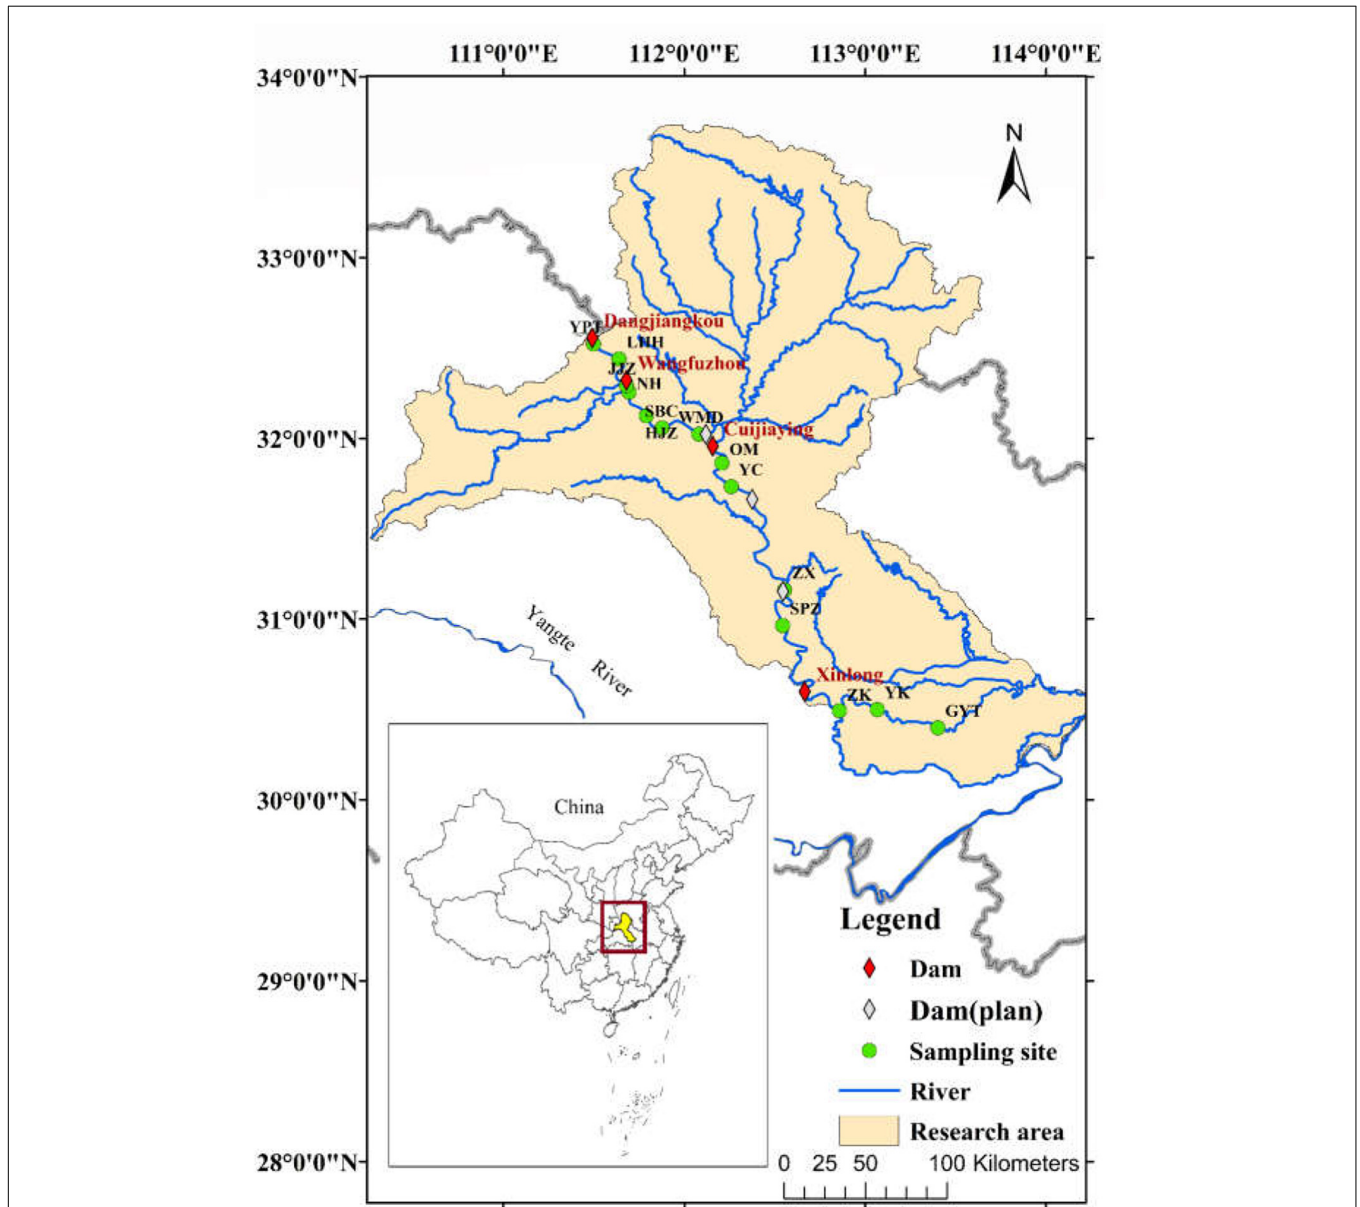 111°0'0"E 112°0'0"E 113°0'0"E 114°0'0"E
34°0'0"N
N
33°0'0"N
YPT Dangjiangkou
LHH
JJZ Wangfuzhou
NH
SBC WMD
32°0'0"N
HJZ
Cuijiaying
OM
YC
ZX
31°0'0"N
SPZ
Yangte
River
Xinlong
ZK YK
GYT
30°0'0"N
China
29°0'0"N
28°0'0"N
Legend
Dam
Dam(plan)
Sampling site
River
Research area
0 25 50 100 Kilometers